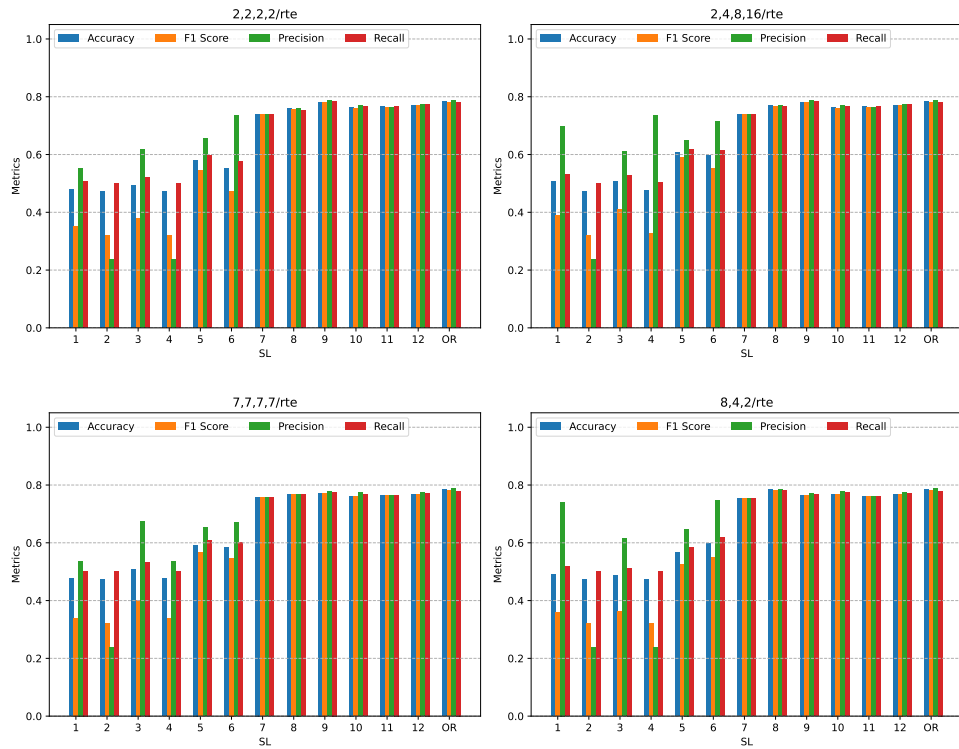 2,2,2,2/rte
Accuracy F1 Score Precision Recall
Metrics
1.0
0.8
0.6
0.4
0.2
0.0
1 2 3 4 5 6 7 8 9 10 11 12 OR
SL
2,4,8,16/rte
Accuracy F1 Score Precision Recall
Metrics
1.0
0.8
0.6
0.4
0.2
0.0
1 2 3 4 5 6 7 8 9 10 11 12 OR
SL
7,7,7,7/rte
Accuracy F1 Score Precision Recall
Metrics
1.0
0.8
0.6
0.4
0.2
0.0
1 2 3 4 5 6 7 8 9 10 11 12 OR
SL
8,4,2/rte
Accuracy F1 Score Precision Recall
Metrics
1.0
0.8
0.6
0.4
0.2
0.0
1 2 3 4 5 6 7 8 9 10 11 12 OR
SL